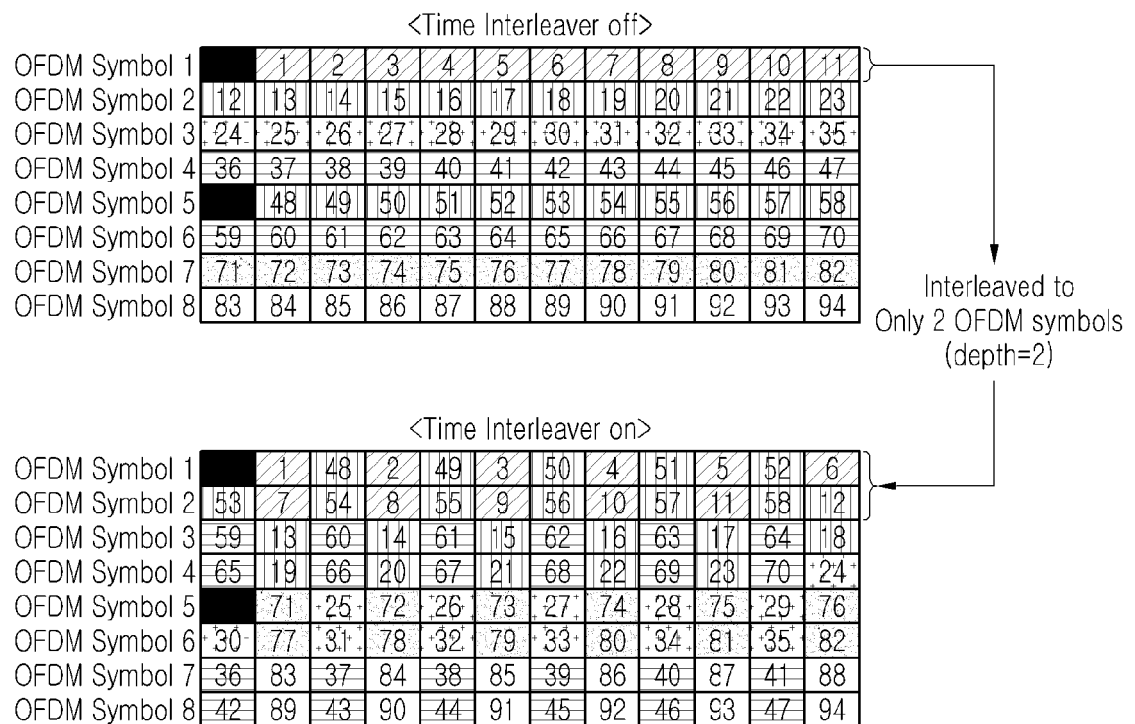 <Time Interleaver off>
OFDM Symbol 1 1 2 3 4 5 6 7 8 9 10 11
OFDM Symbol 2 12 13 14 15 16 17 18 19 20 21 22 23
OFDM Symbol 3 24 25 26 27 28 29 30 31 32 33 34 35
OFDM Symbol 4 36 37 38 39 40 41 42 43 44 45 46 47
OFDM Symbol 5 48 49 50 51 52 53 54 55 56 57 58
OFDM Symbol 6 59 60 61 62 63 64 65 66 67 68 69 70
OFDM Symbol 7 71 72 73 74 75 76 77 78 79 80 81 82
OFDM Symbol 8 83 84 85 86 87 88 89 90 91 92 93 94
Interleaved to
Only 2 OFDM symbols
(depth=2)
<Time Interleaver on>
OFDM Symbol 1 1 48 2 49 3 50 4 51 5 52 6
OFDM Symbol 2 53 7 54 8 55 9 56 10 57 11 58 12
OFDM Symbol 3 59 13 60 14 61 15 62 16 63 17 64 18
OFDM Symbol 4 65 19 66 20 67 21 68 22 69 23 70 24
OFDM Symbol 5 71 25 72 26 73 27 74 28 75 29 76
OFDM Symbol 6 30 77 31 78 32 79 33 80 34 81 35 82
OFDM Symbol 7 36 83 37 84 38 85 39 86 40 87 41 88
OFDM Symbol 8 42 89 43 90 44 91 45 92 46 93 47 94